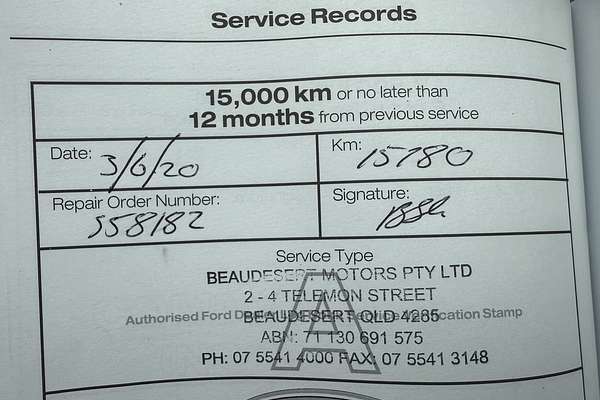 Service Records
15,000 km or no later than
12 months from previous service
Date: 3/6/20
Km: 15780
Repair Order Number:
558182
Signature:
Service Type
BEAUDESERT MOTORS PTY LTD
2 - 4 TELEMON STREET
Authorised Ford Service Stamp
BEAUDESERT QLD 4285
ABN: 71 130 691 575
PH: 07 5541 4000 FAX: 07 5541 3148
A